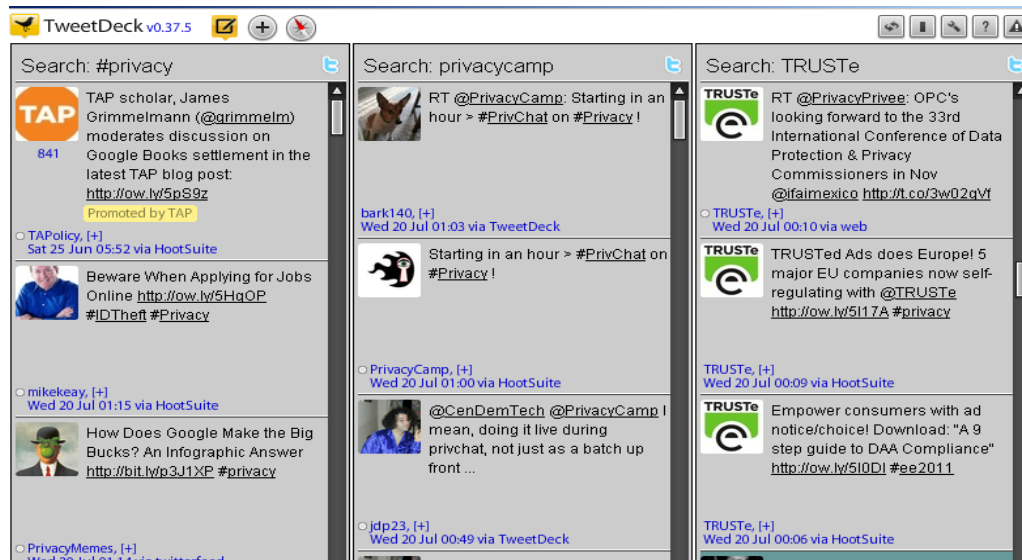 TweetDeck v0.37.5
?
Search: #privacy
TAP
841
TAP scholar, James
Grimmelmann (@grimmelm)
moderates discussion on
Google Books settlement in the
latest TAP blog post:
http://ow.ly/5pS9z
Promoted by TAP
TAPolicy, [+]
Sat 25 Jun 05:52 via HootSuite
Beware When Applying for Jobs
Online http://ow.ly/5HqOP
#IDTheft #Privacy
mikekeay, [+]
Wed 20 Jul 01:15 via HootSuite
How Does Google Make the Big
Bucks? An Infographic Answer
http://bit.ly/p3J1XP #privacy
PrivacyMemes, [+]
Wed 20 Jul 01:14 via twitterfeed
Search: privacycamp
RT @PrivacyCamp: Starting in an
hour > #PrivChat on #Privacy !
bark140, [+]
Wed 20 Jul 01:03 via TweetDeck
Starting in an hour > #PrivChat on
#Privacy !
PrivacyCamp, [+]
Wed 20 Jul 01:00 via HootSuite
@CenDemTech @PrivacyCamp I
mean, doing it live during
privchat, not just as a batch up
front ...
jdp23, [+]
Wed 20 Jul 00:49 via TweetDeck
Search: TRUSTe
TRUSTe
RT @PrivacyPrivee: OPC's
looking forward to the 33rd
International Conference of Data
Protection & Privacy
Commissioners in Nov
@ifaimexico http://t.co/3w02qVf
TRUSTe, [+]
Wed 20 Jul 00:10 via web
TRUSTe
TRUSTed Ads does Europe! 5
major EU companies now self-
regulating with @TRUSTe
http://ow.ly/5I17A #privacy
TRUSTe, [+]
Wed 20 Jul 00:09 via HootSuite
TRUSTe
Empower consumers with ad
notice/choice! Download: "A 9
step guide to DAA Compliance"
http://ow.ly/5I0DI #ee2011
TRUSTe, [+]
Wed 20 Jul 00:06 via HootSuite